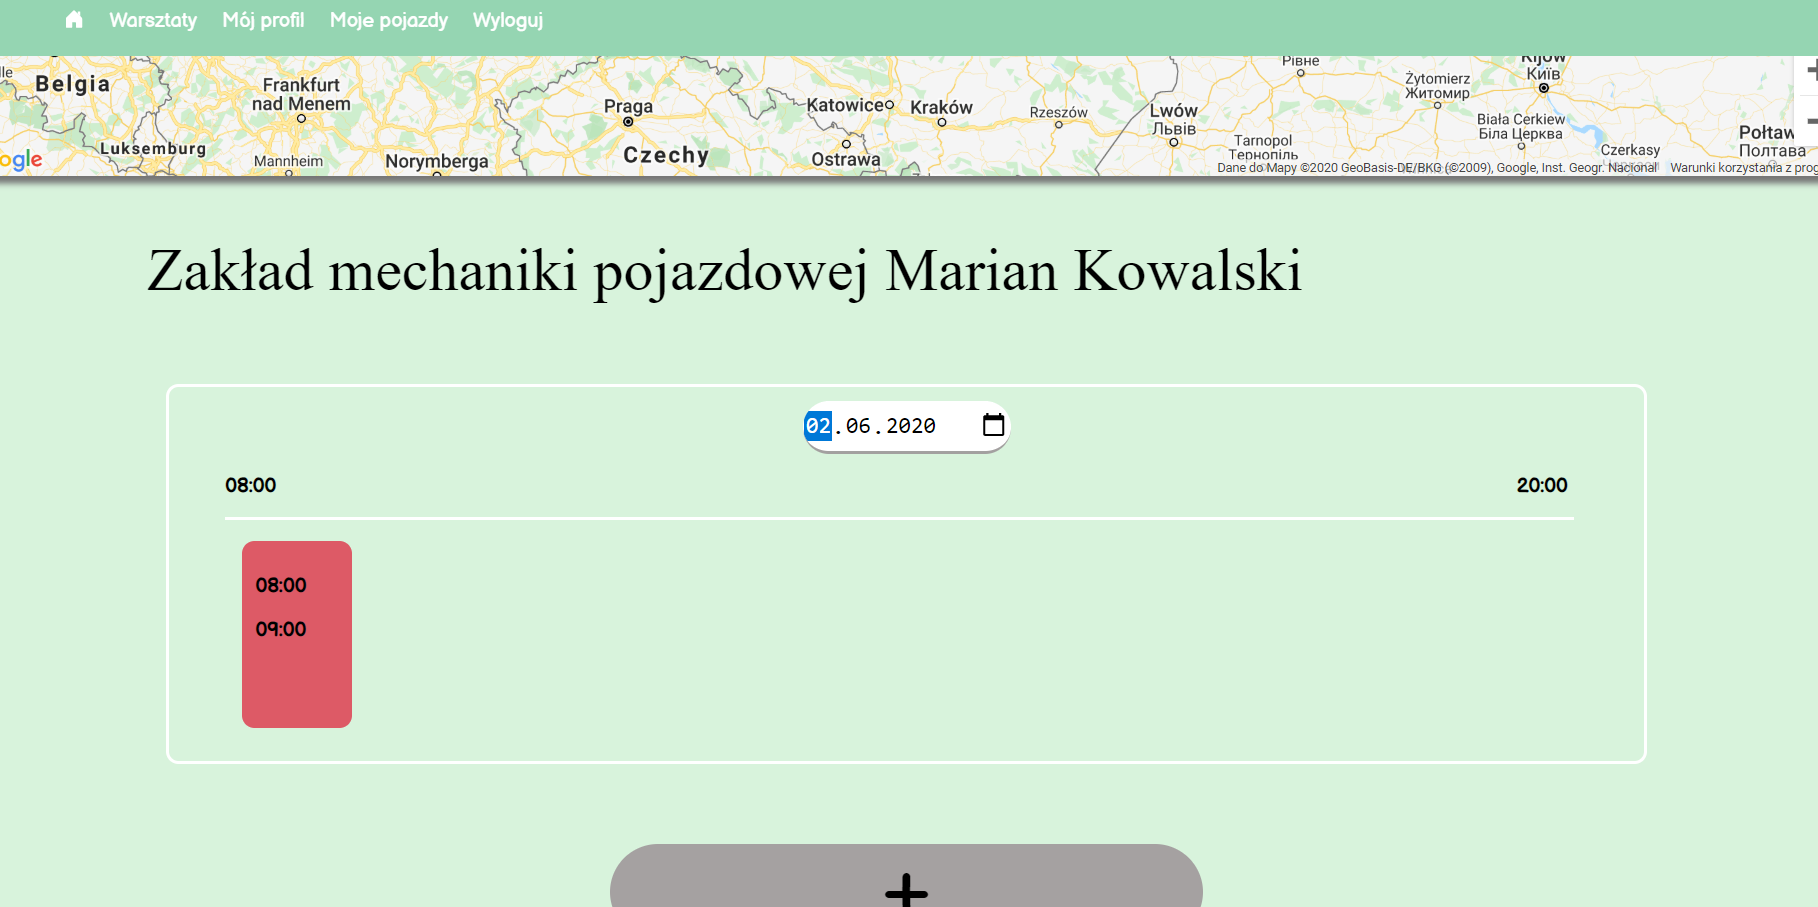 Warsztaty Mój profil Moje pojazdy Wyloguj
Belgia
Frankfurt
nad Menem
Luksemburg
Mannheim
Norymberga
Praga
Czechy
Katowice
Kraków
Ostrawa
Rzeszów
Lwów
Львів
Tarnopol
Тернопіль
Рівне
Żytomierz
Житомир
Kijów
Київ
Biała Cerkiew
Біла Церква
Czerkasy
Połtaw
Полтава
ogle
Dane do Mapy ©2020 GeoBasis-DE/BKG (©2009), Google, Inst. Geogr. Nacional
Warunki korzystania z prog
Zakład mechaniki pojazdowej Marian Kowalski
02.06.2020
08:00 20:00
08:00
09:00
+